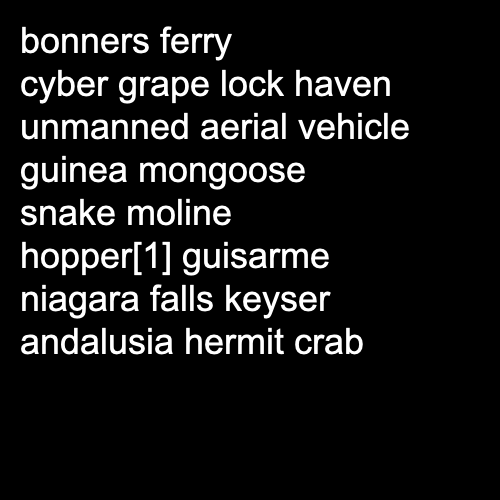 bonners ferry
cyber grape lock haven
unmanned aerial vehicle
guinea mongoose
snake moline
hopper[1] guisarme
niagara falls keyser
andalusia hermit crab